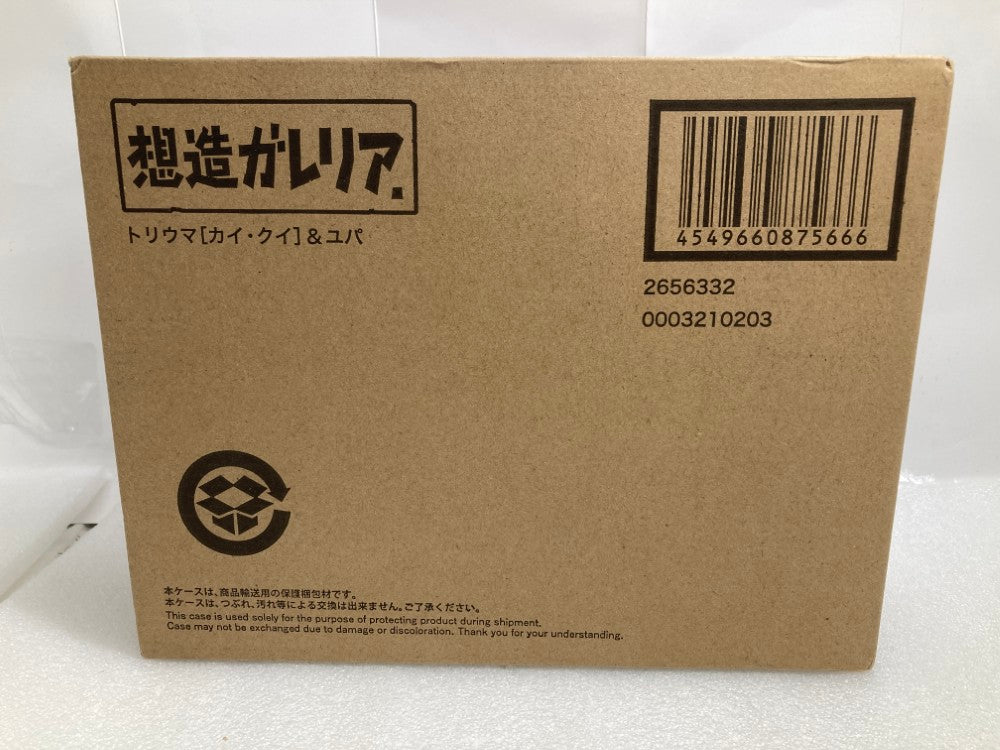 想造ガレリア
トリウマ[カイ・クイ]&ユパ
4549660875666
2656332
0003210203
本ケースは、商品輸送用の保護梱包材です。
本ケースは、つぶれ、汚れ等による交換は出来ません。ご了承ください。
This case is used solely for the purpose of protecting product during shipment.
Case may not be exchanged due to damage or discoloration. Thank you for your understanding.